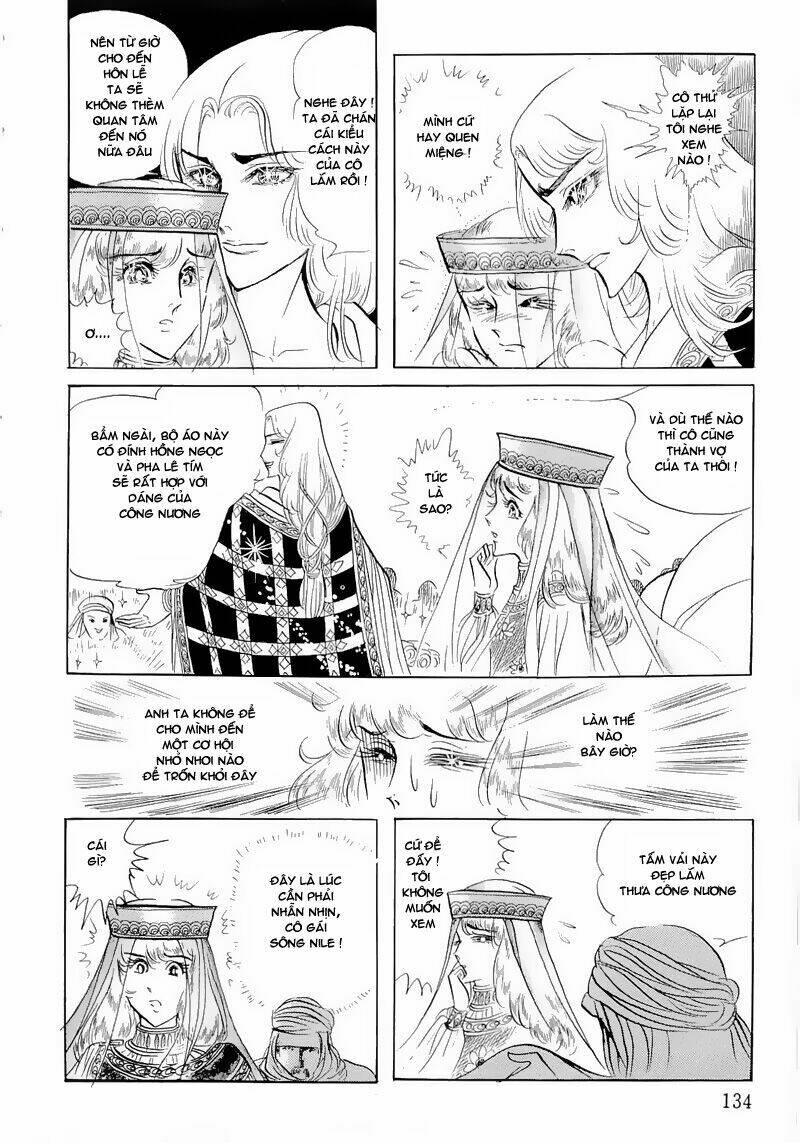 CÔ THỬ
LẶP LẠI
TÔI NGHE
XEM
NÀO !
MÌNH CỨ
HAY QUEN
MIỆNG !
NGHE ĐÂY !
TA ĐÃ CHÁN
CÁI KIỂU
CÁCH NÀY
CỦA CÔ
LẮM RỒI !
NÊN TỪ GIỜ
CHO ĐẾN
HÔN LỄ
TA SẼ
KHÔNG THÈM
QUAN TÂM
ĐẾN NÓ
NỮA ĐÂU
Ơ....
VÀ DÙ THẾ NÀO
THÌ CÔ CŨNG
THÀNH VỢ
CỦA TA THÔI !
TỨC
LÀ
SAO?
BẨM NGÀI, BỘ ÁO NÀY
CÓ ĐÍNH HỒNG NGỌC
VÀ PHA LÊ TÍM
SẼ RẤT HỢP VỚI
DÁNG CỦA
CÔNG NƯƠNG
LÀM THẾ
NÀO
BÂY GIỜ?
ANH TA KHÔNG ĐỂ
CHO MÌNH ĐẾN
MỘT CƠ HỘI
NHỎ NHOI NÀO
ĐỂ TRỐN KHỎI ĐÂY
TẤM VẢI NÀY
ĐẸP LẮM
THƯA CÔNG NƯƠNG
CỨ ĐỂ
ĐẤY !
TÔI
KHÔNG
MUỐN
XEM
ĐÂY LÀ LÚC
CẦN PHẢI
NHẪN NHỊN,
CÔ GÁI
SÔNG NILE !
CÁI
GÌ?
134